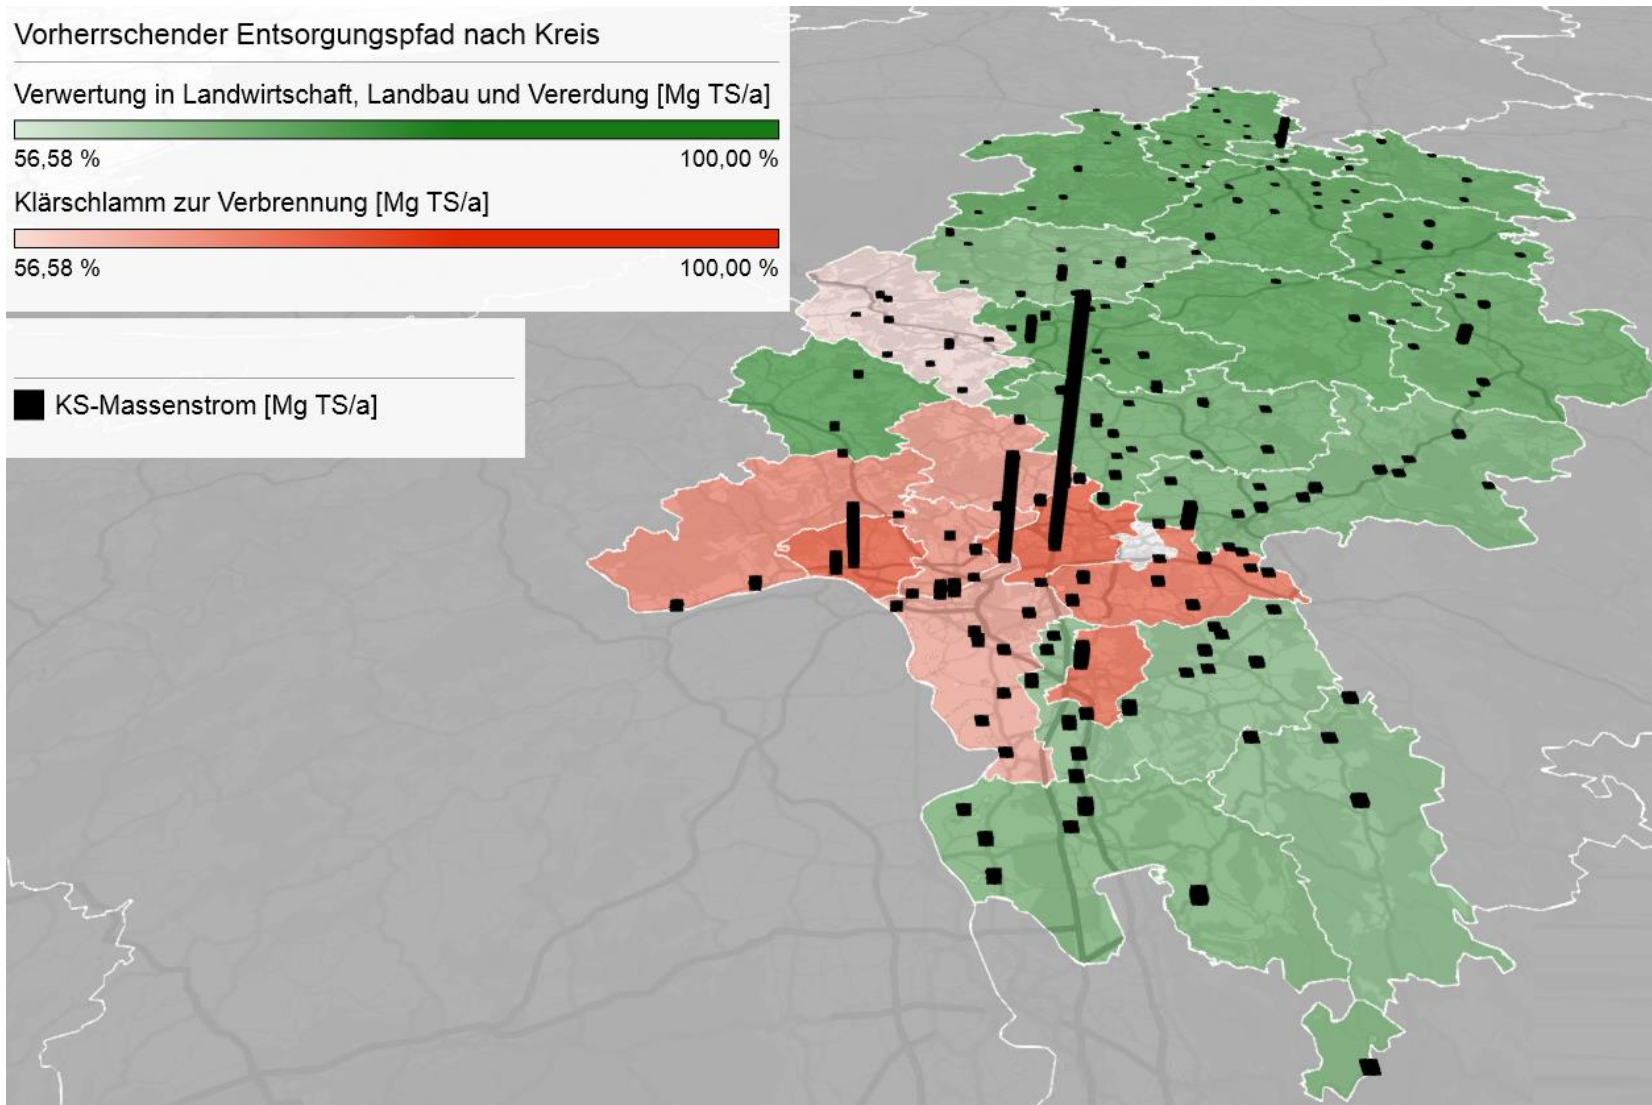 Vorherrschender Entsorgungspfad nach Kreis
Verwertung in Landwirtschaft, Landbau und Vererdung [Mg TS/a]
56,58 % 100,00 %
Klärschlamm zur Verbrennung [Mg TS/a]
56,58 % 100,00 %
KS-Massenstrom [Mg TS/a]